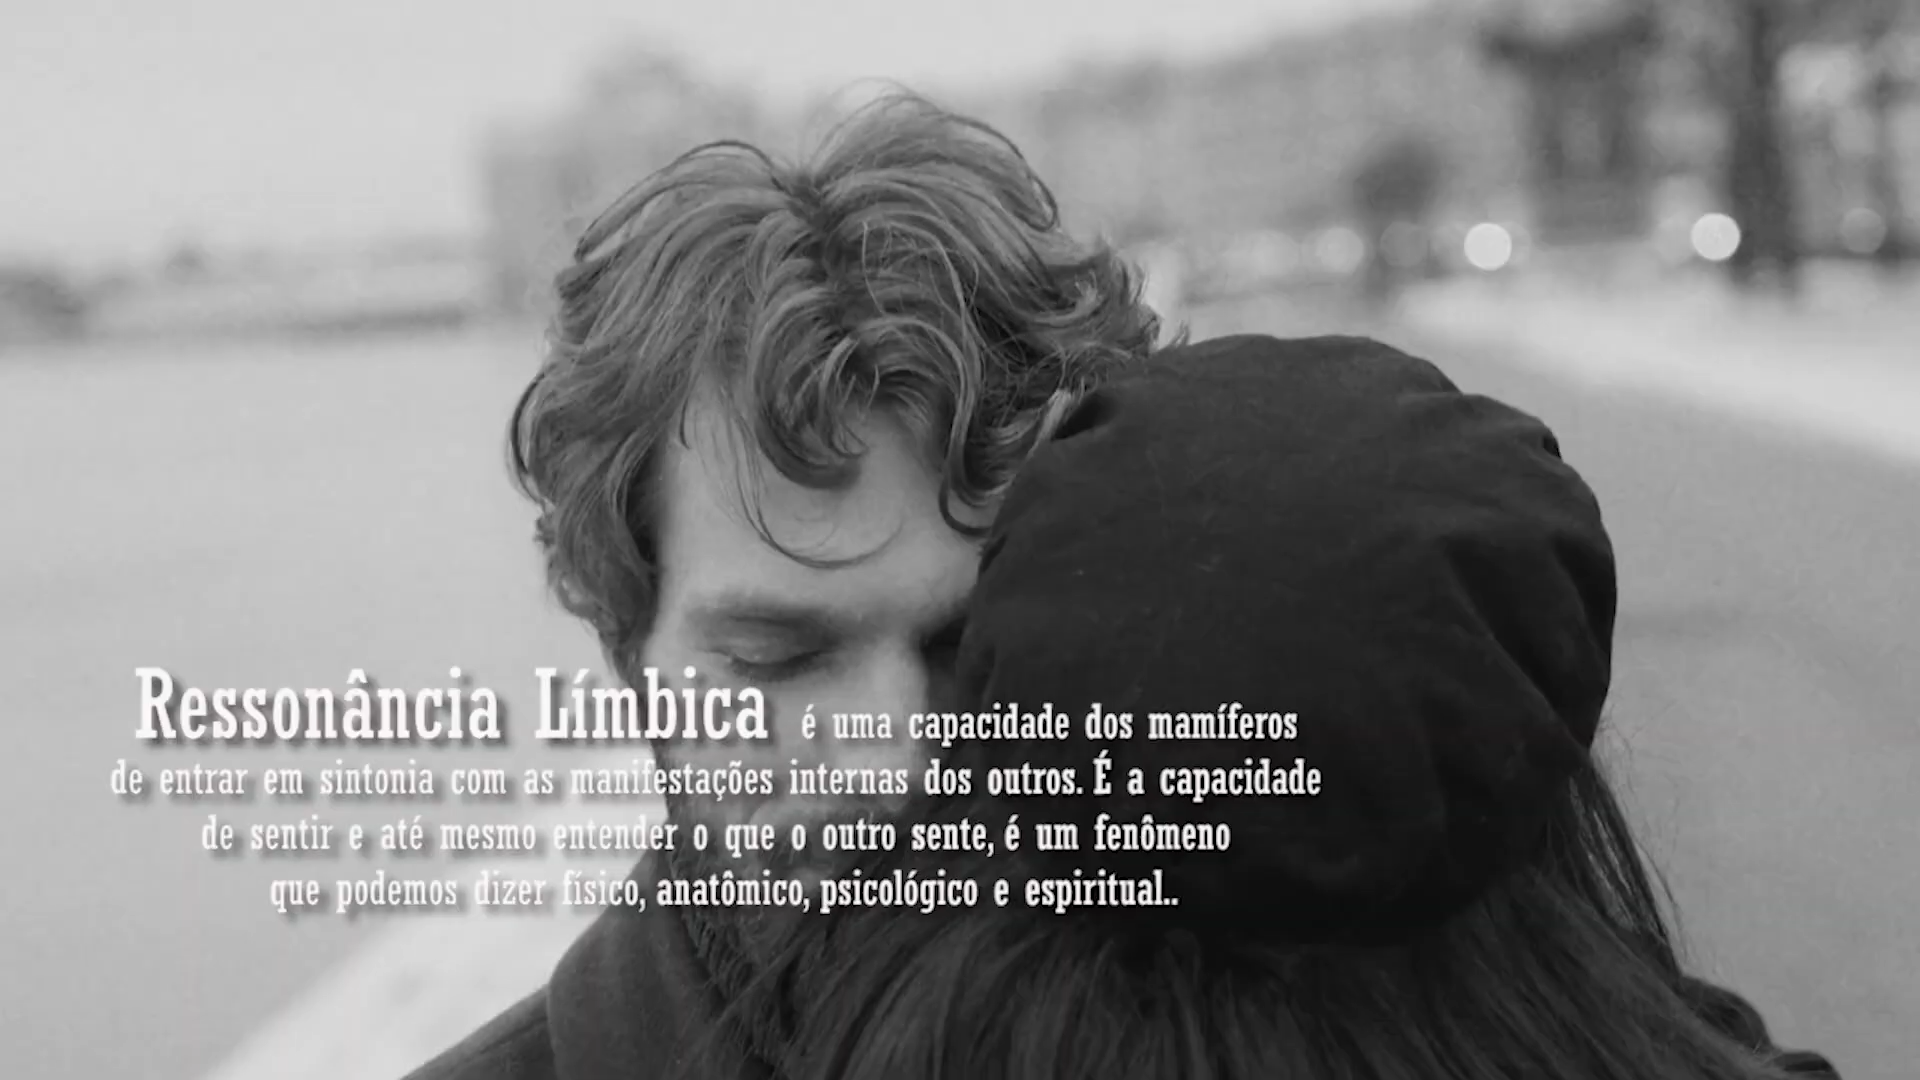 Ressonância Límbica é uma capacidade dos mamíferos
de entrar em sintonia com as manifestações internas dos outros. É a capacidade
de sentir e até mesmo entender o que o outro sente, é um fenômeno
que podemos dizer físico, anatômico, psicológico e espiritual..